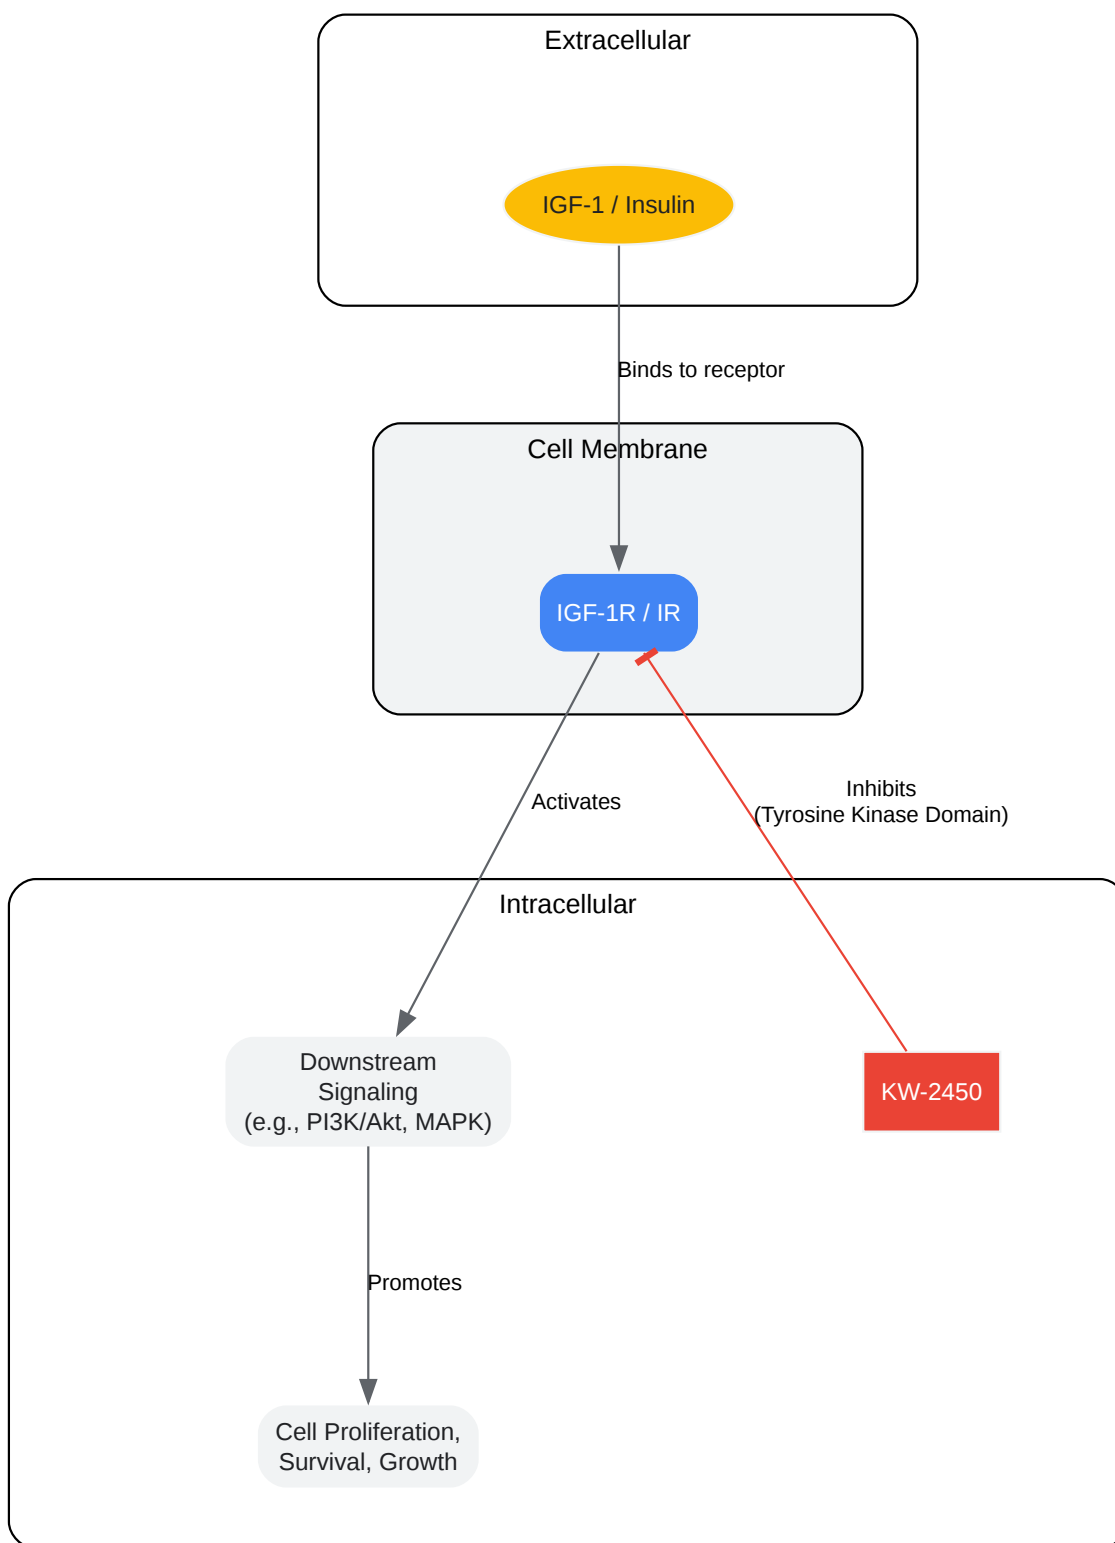 Extracellular
IGF-1 / Insulin
Binds to receptor
Cell Membrane
IGF-1R / IR
Activates
Inhibits
(Tyrosine Kinase Domain)
Intracellular
Downstream
Signaling
(e.g., PI3K/Akt, MAPK)
KW-2450
Promotes
Cell Proliferation,
Survival, Growth